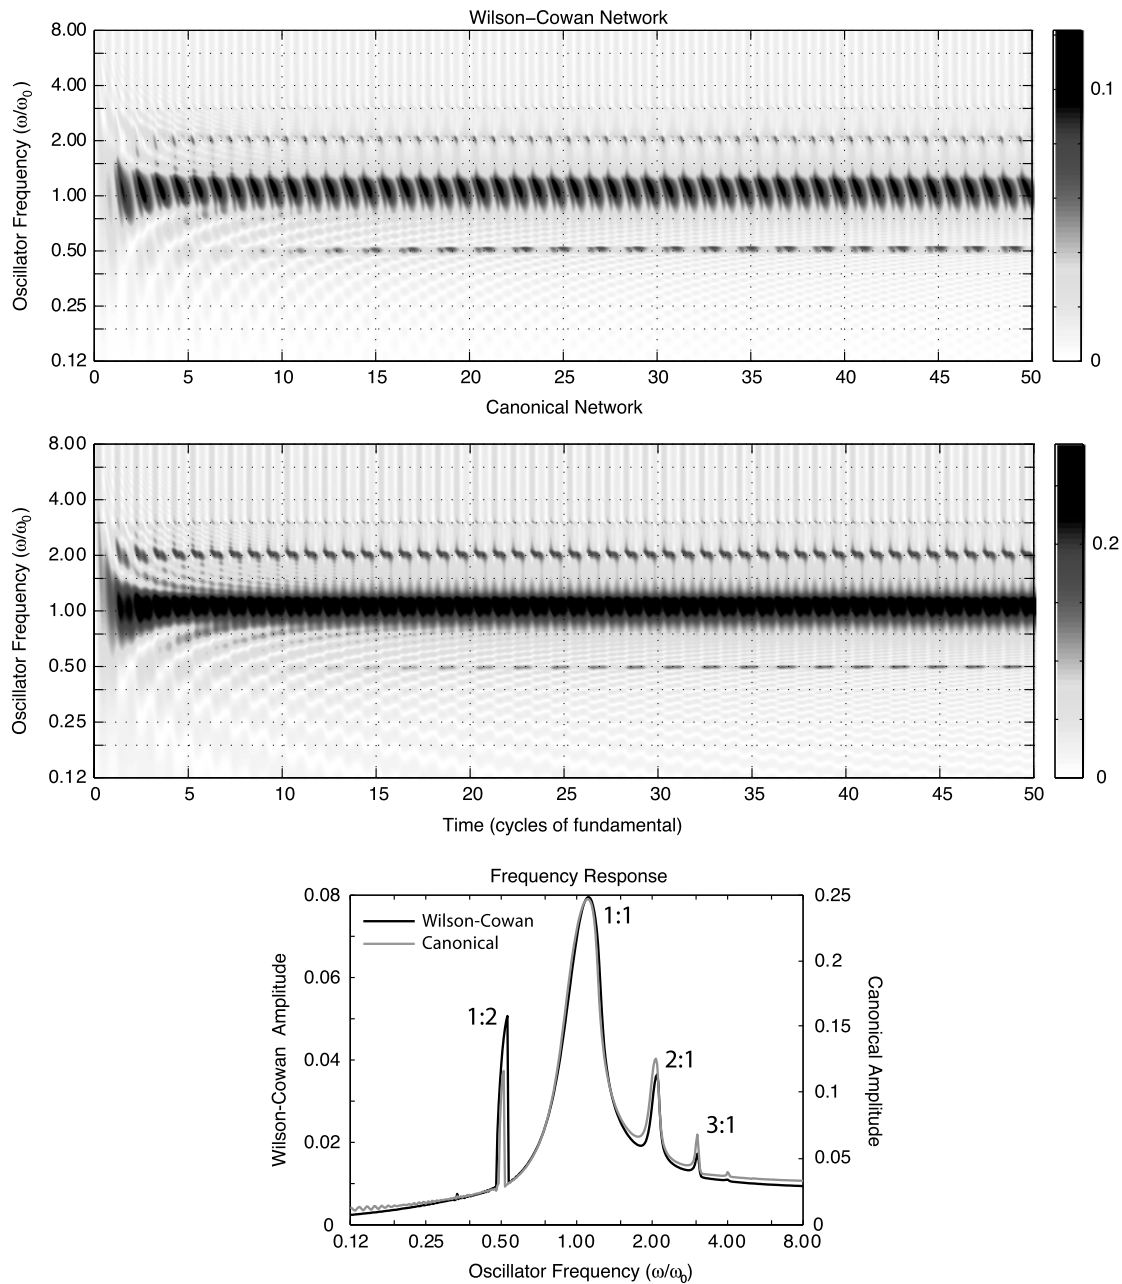 Wilson–Cowan Network
Oscillator Frequency (ω/ω0)
8.00
4.00
2.00
1.00
0.50
0.25
0.12
0 5 10 15 20 25 30 35 40 45 50
0.1
0
Canonical Network
Oscillator Frequency (ω/ω0)
8.00
4.00
2.00
1.00
0.50
0.25
0.12
0 5 10 15 20 25 30 35 40 45 50
0.2
0
Time (cycles of fundamental)
Frequency Response
Wilson-Cowan Amplitude
0.08
0.06
0.04
0.02
0
Wilson-Cowan
Canonical
1:2
1:1
2:1
3:1
0.25
0.2
0.15
0.1
0.05
0
Canonical Amplitude
0.12 0.25 0.50 1.00 2.00 4.00 8.00
Oscillator Frequency (ω/ω0)